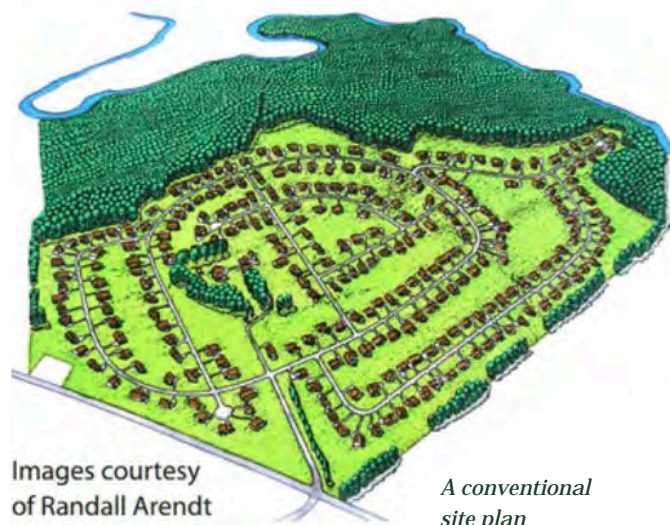 Images courtesy
of Randall Arendt
A conventional
site plan